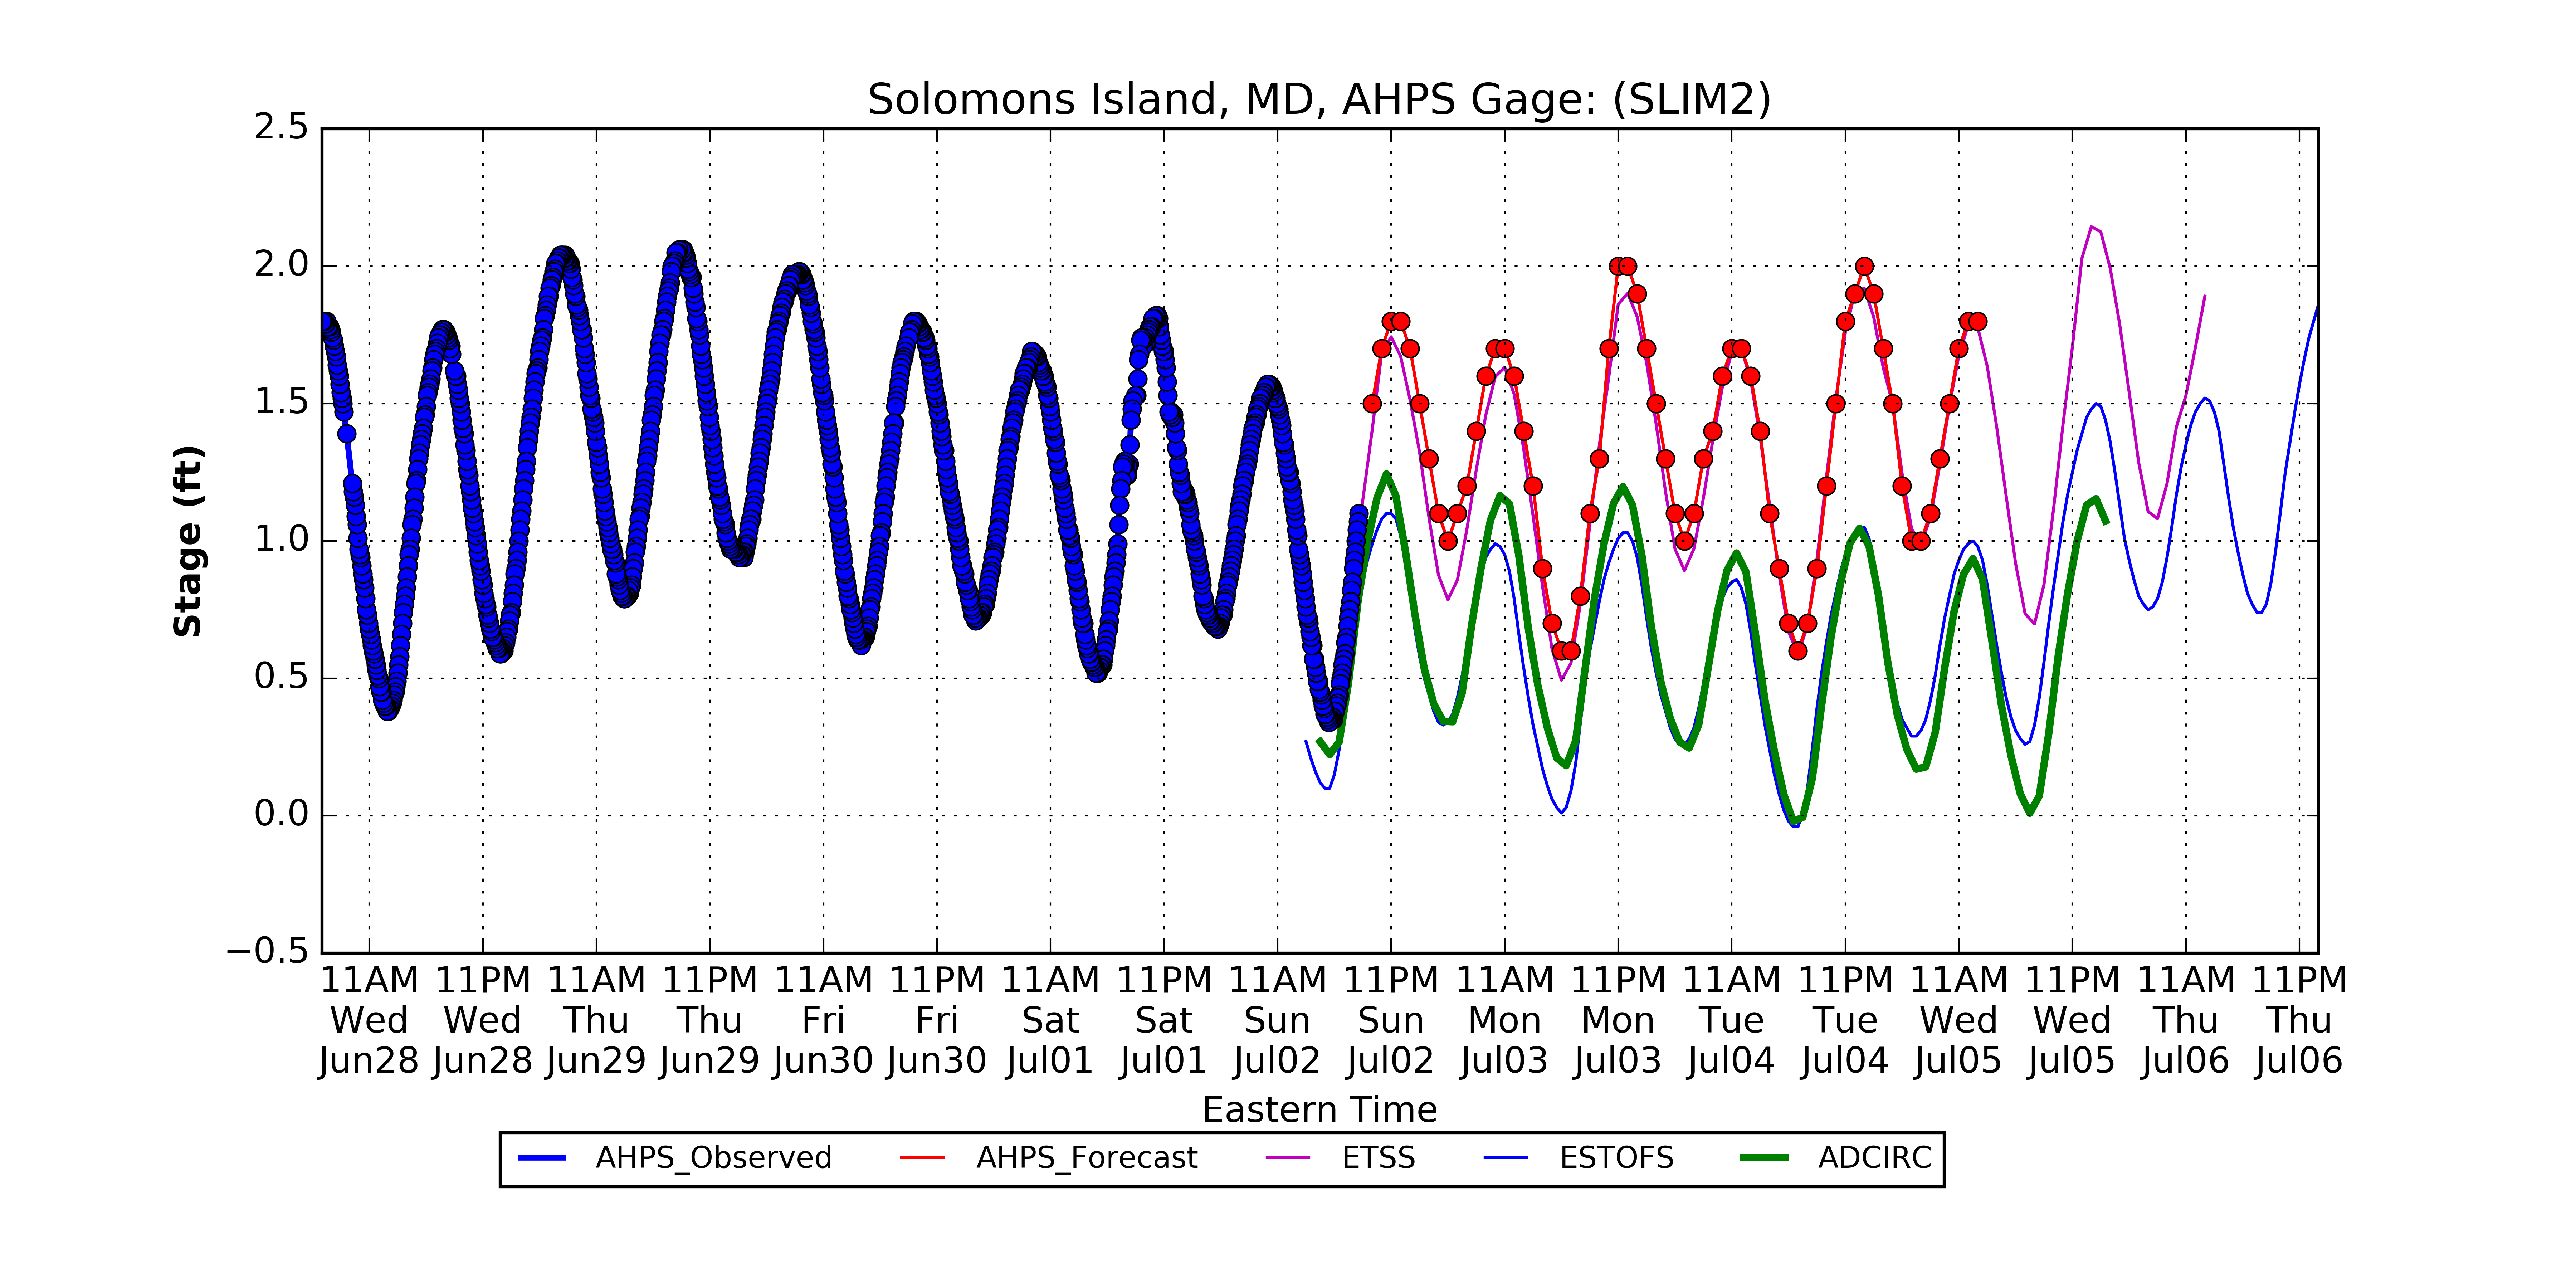 Solomons Island, MD, AHPS Gage: (SLIM2)
2.5
2.0
1.5
1.0
0.5
0.0
−0.5
Stage (ft)
11AM 11PM 11AM 11PM 11AM 11PM 11AM 11PM 11AM 11PM 11AM 11PM 11AM 11PM 11AM 11PM 11AM 11PM
Wed Wed Thu Thu Fri Fri Sat Sat Sun Sun Mon Mon Tue Tue Wed Wed Thu Thu
Jun28 Jun28 Jun29 Jun29 Jun30 Jun30 Jul01 Jul01 Jul02 Jul02 Jul03 Jul03 Jul04 Jul04 Jul05 Jul05 Jul06 Jul06
Eastern Time
AHPS_Observed AHPS_Forecast ETSS ESTOFS ADCIRC